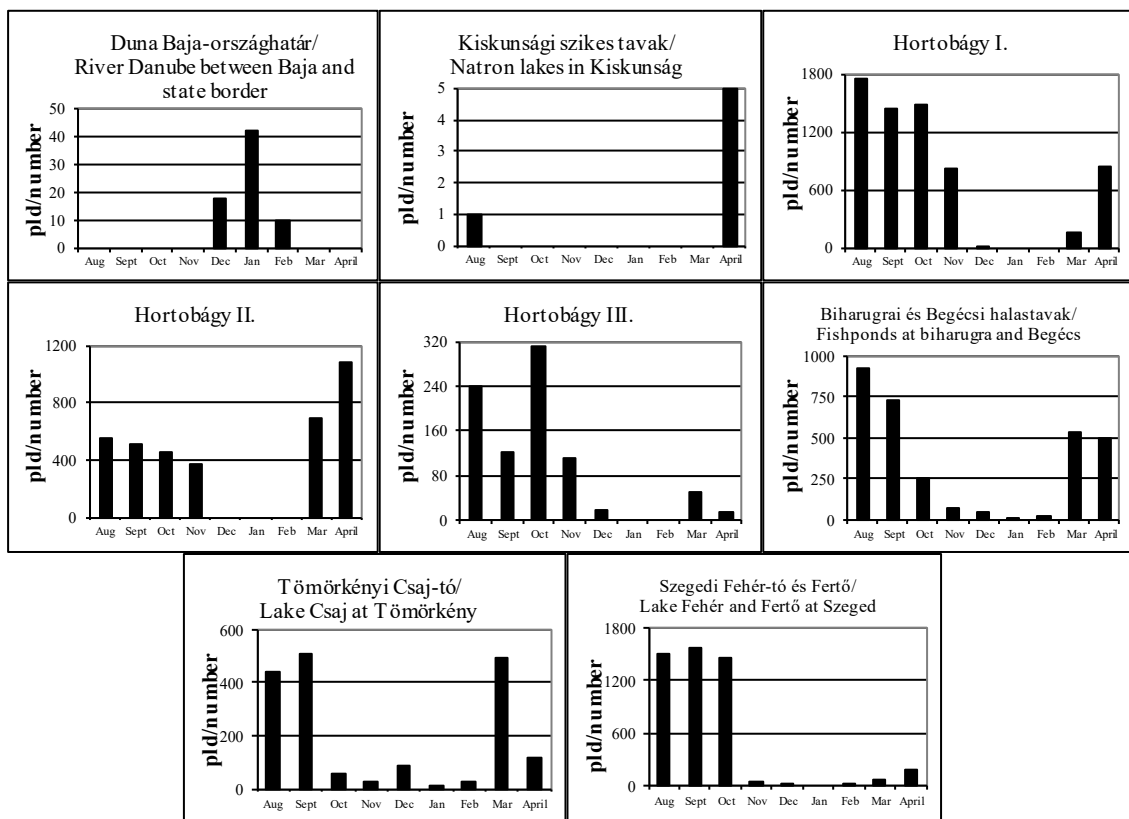 Duna Baja-országhatár/
River Danube between Baja and
state border
pld/number
50
40
30
20
10
0
Aug Sept Oct Nov Dec Jan Feb Mar April
Kiskunsági szikes tavak/
Natron lakes in Kiskunság
pld/number
5
4
3
2
1
0
Aug Sept Oct Nov Dec Jan Feb Mar April
Hortobágy I.
pld/number
1800
1200
600
0
Aug Sept Oct Nov Dec Jan Feb Mar April
Hortobágy II.
pld/number
1200
800
400
0
Aug Sept Oct Nov Dec Jan Feb Mar April
Hortobágy III.
pld/number
320
240
160
80
0
Aug Sept Oct Nov Dec Jan Feb Mar April
Biharugrai és Begécsi halastavak/
Fishponds at biharugra and Begécs
pld/number
1000
750
500
250
0
Aug Sept Oct Nov Dec Jan Feb Mar April
Tömörkényi Csaj-tó/
Lake Csaj at Tömörkény
pld/number
600
400
200
0
Aug Sept Oct Nov Dec Jan Feb Mar April
Szegedi Fehér-tó és Fertő/
Lake Fehér and Fertő at Szeged
pld/number
1800
1200
600
0
Aug Sept Oct Nov Dec Jan Feb Mar April